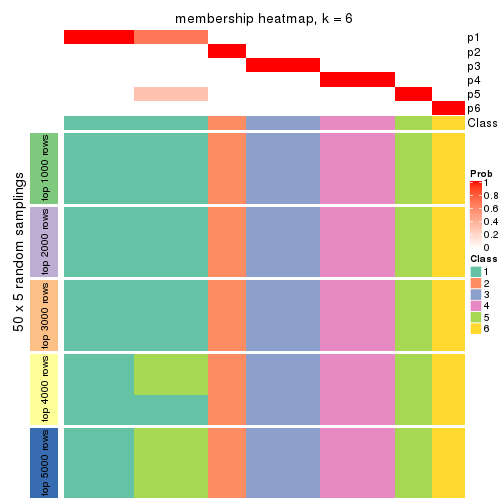 membership heatmap, k = 6
p1
p2
p3
p4
p5
p6
Class
50 x 5 random samplings
top 1000 rows
top 2000 rows
top 3000 rows
top 4000 rows
top 5000 rows
Prob
1
0.8
0.6
0.4
0.2
0
Class
1
2
3
4
5
6